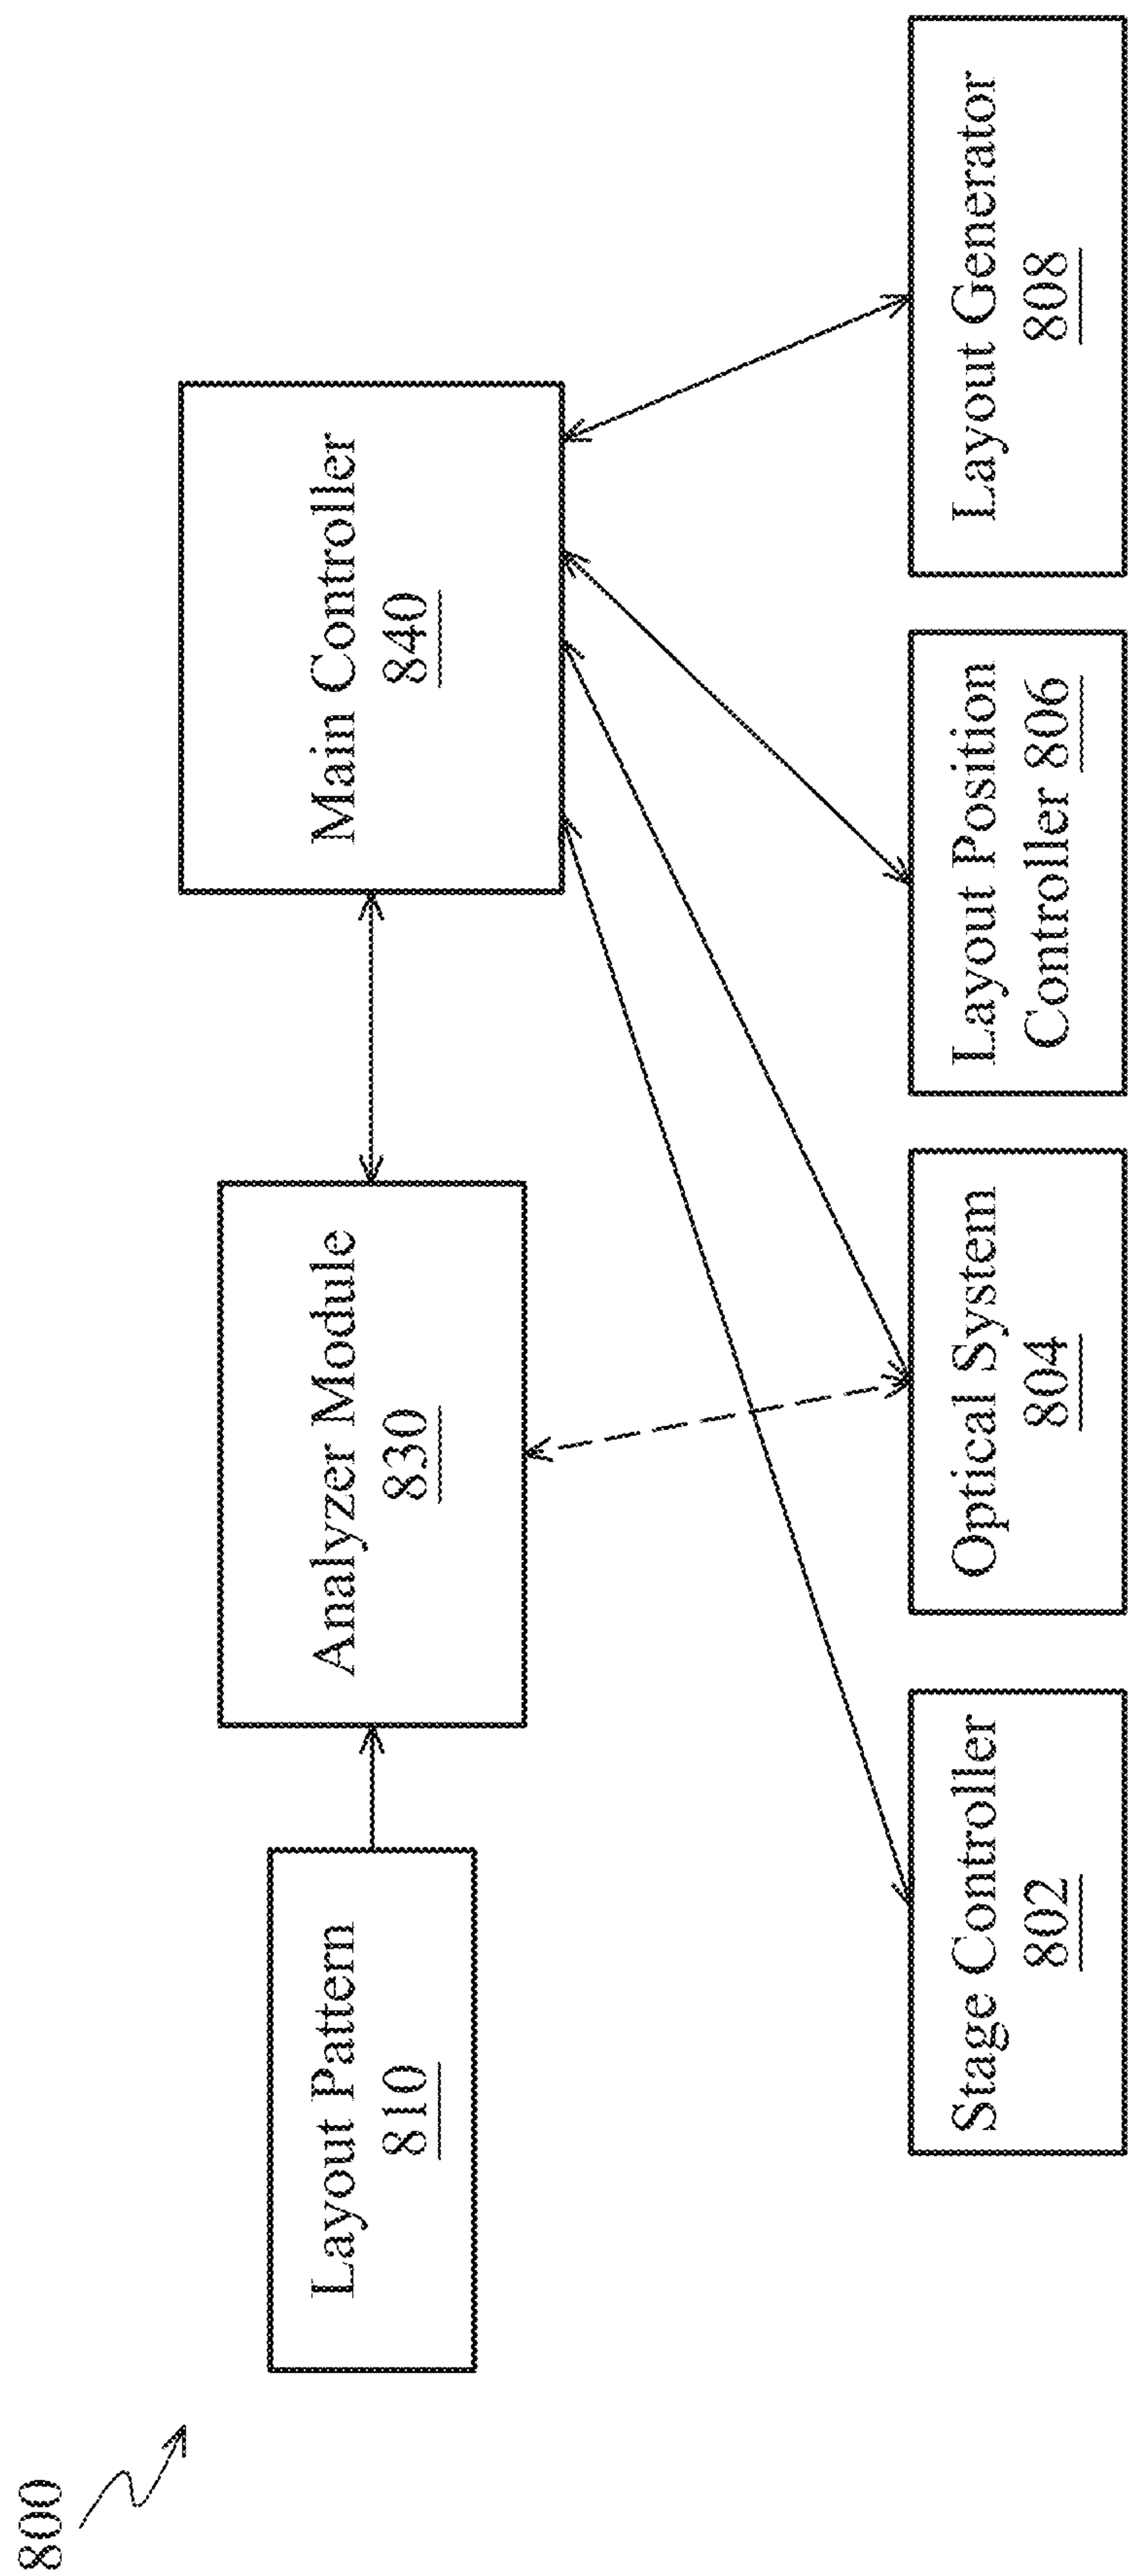 800
Layout Pattern
810
Analyzer Module
830
Main Controller
840
Stage Controller
802
Optical System
804
Layout Position
Controller 806
Layout Generator
808